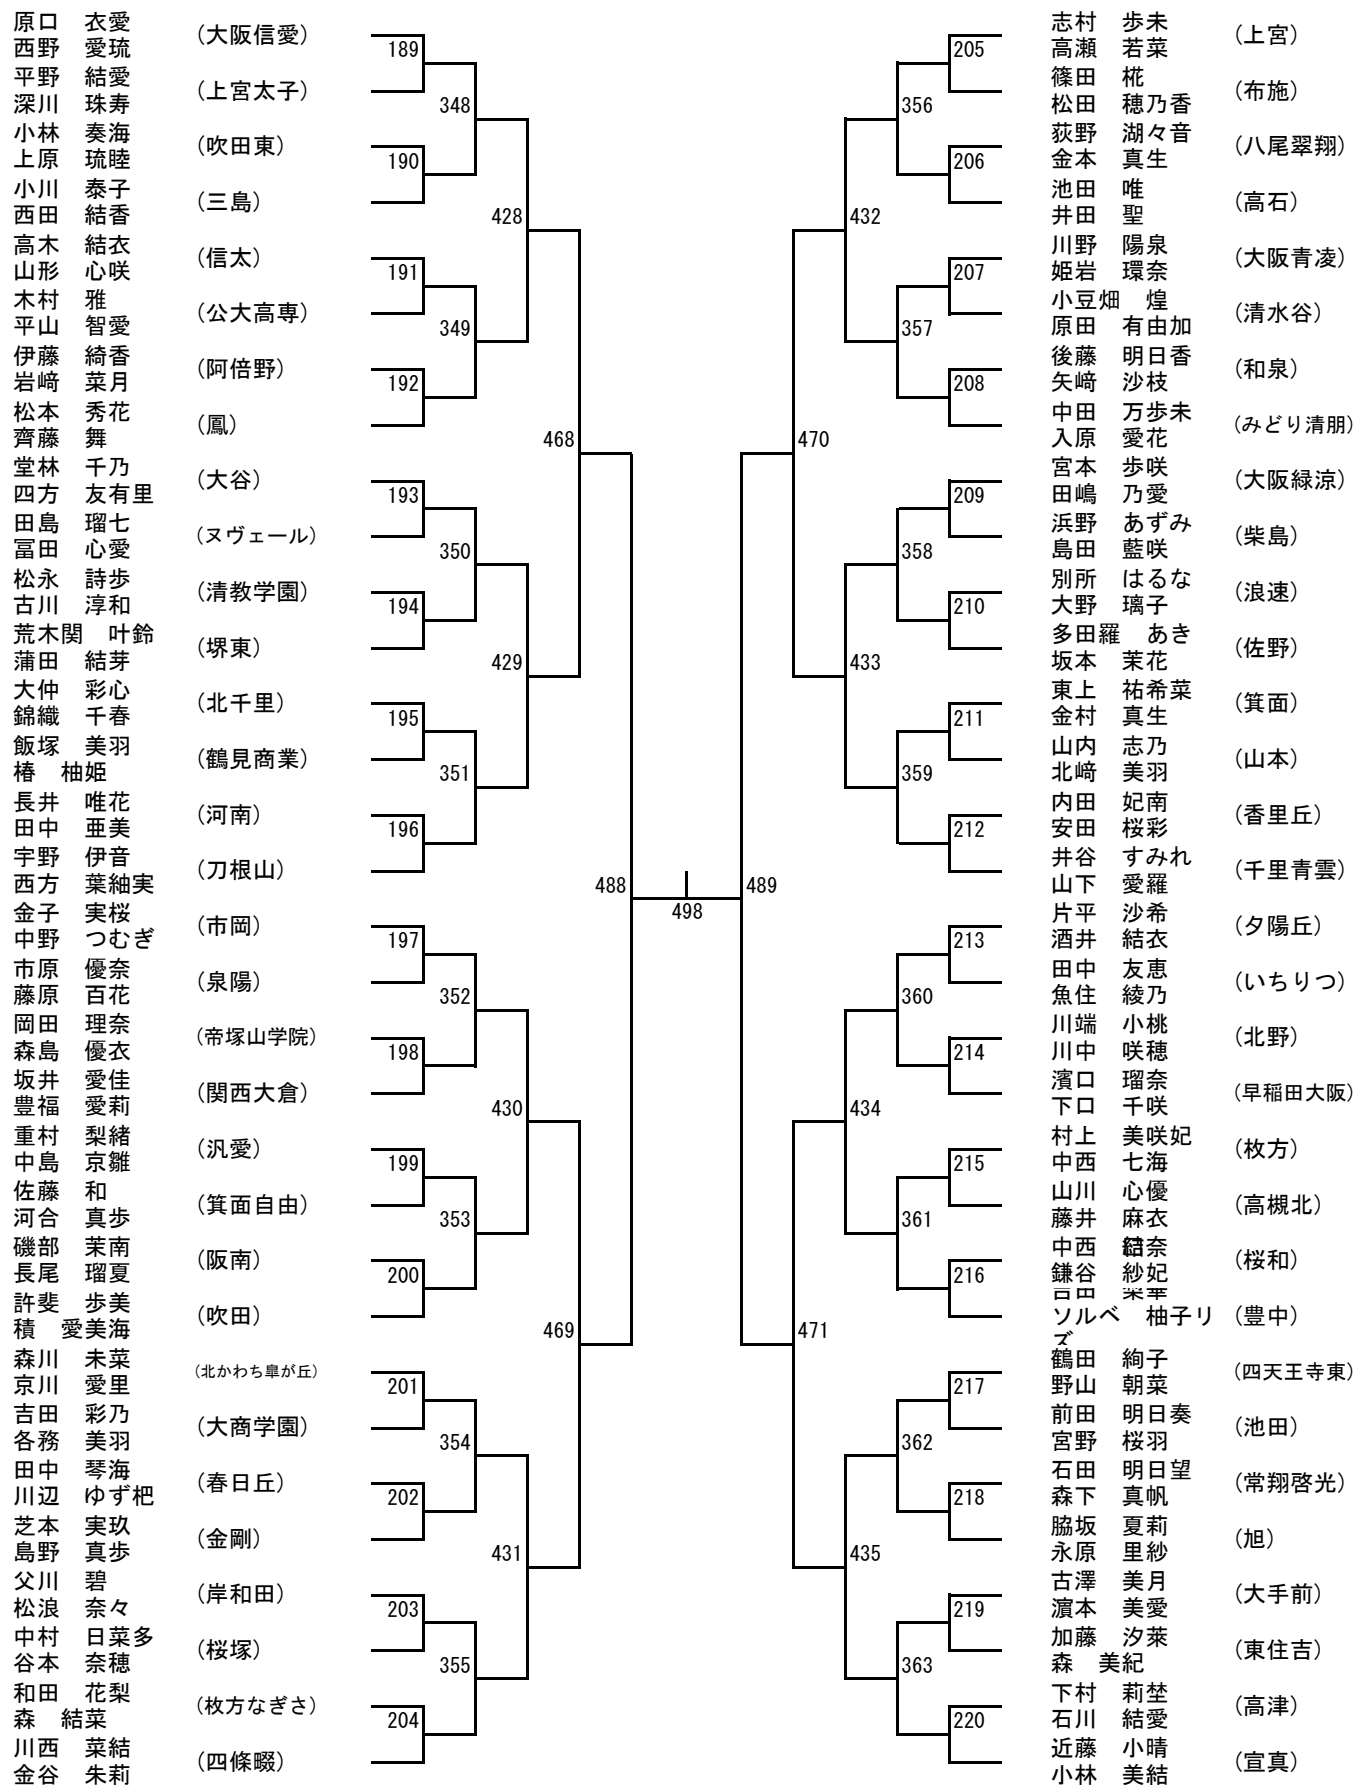 原口　衣愛
西野　愛琉
(大阪信愛)
平野　結愛
深川　珠寿
(上宮太子)
189
小林　奏海
上原　琉睦
(吹田東)
小川　泰子
西田　結香
(三島)
190
348
高木　結衣
山形　心咲
(信太)
木村　雅
平山　智愛
(公大高専)
191
伊藤　綺香
岩﨑　菜月
(阿倍野)
松本　秀花
齊藤　舞
(鳳)
192
349
428
堂林　千乃
四方　友有里
(大谷)
田島　瑠七
冨田　心愛
(ヌヴェール)
193
松永　詩歩
古川　淳和
(清教学園)
荒木関　叶鈴
蒲田　結芽
(堺東)
194
350
大仲　彩心
錦織　千春
(北千里)
飯塚　美羽
椿　柚姫
(鶴見商業)
195
長井　唯花
田中　亜美
(河南)
宇野　伊音
西方　葉紬実
(刀根山)
196
351
429
468
金子　実桜
中野　つむぎ
(市岡)
市原　優奈
藤原　百花
(泉陽)
197
岡田　理奈
森島　優衣
(帝塚山学院)
坂井　愛佳
豊福　愛莉
(関西大倉)
198
352
重村　梨緒
中島　京雛
(汎愛)
佐藤　和
河合　真歩
(箕面自由)
199
磯部　茉南
長尾　瑠夏
(阪南)
許斐　歩美
積　愛美海
(吹田)
200
353
430
森川　未菜
京川　愛里
(北かわち皐が丘)
吉田　彩乃
各務　美羽
(大商学園)
201
田中　琴海
川辺　ゆず杷
(春日丘)
芝本　実玖
島野　真歩
(金剛)
202
354
父川　碧
松浪　奈々
(岸和田)
中村　日菜多
谷本　奈穂
(桜塚)
203
和田　花梨
森　結菜
(枚方なぎさ)
川西　菜結
金谷　朱莉
(四條畷)
204
355
431
469
488
498
489
志村　歩未
高瀬　若菜
(上宮)
篠田　椛
松田　穂乃香
(布施)
205
荻野　湖々音
金本　真生
(八尾翠翔)
池田　唯
井田　聖
(高石)
206
356
川野　陽泉
姫岩　環奈
(大阪青凌)
小豆畑　煌
原田　有由加
(清水谷)
207
後藤　明日香
矢﨑　沙枝
(和泉)
中田　万歩未
入原　愛花
(みどり清朋)
208
357
432
宮本　歩咲
田嶋　乃愛
(大阪緑涼)
浜野　あずみ
島田　藍咲
(柴島)
209
別所　はるな
大野　璃子
(浪速)
多田羅　あき
坂本　茉花
(佐野)
210
358
東上　祐希菜
金村　真生
(箕面)
山内　志乃
北﨑　美羽
(山本)
211
内田　妃南
安田　桜彩
(香里丘)
井谷　すみれ
山下　愛羅
(千里青雲)
212
359
433
470
片平　沙希
酒井　結衣
(夕陽丘)
田中　友恵
魚住　綾乃
(いちりつ)
213
川端　小桃
川中　咲穂
(北野)
濱口　瑠奈
下口　千咲
(早稲田大阪)
214
360
村上　美咲妃
中西　七海
(枚方)
山川　心優
藤井　麻衣
(高槻北)
215
中西　結奈
鎌谷　紗妃
(桜和)
吉田　梨華
ソルベ　柚子リ
ズ
(豊中)
216
361
434
鶴田　絢子
野山　朝菜
(四天王寺東)
前田　明日奏
宮野　桜羽
(池田)
217
石田　明日望
森下　真帆
(常翔啓光)
脇坂　夏莉
永原　里紗
(旭)
218
362
古澤　美月
濵本　美愛
(大手前)
加藤　汐萊
森　美紀
(東住吉)
219
下村　莉埜
石川　結愛
(高津)
近藤　小晴
小林　美結
(宣真)
220
363
435
471